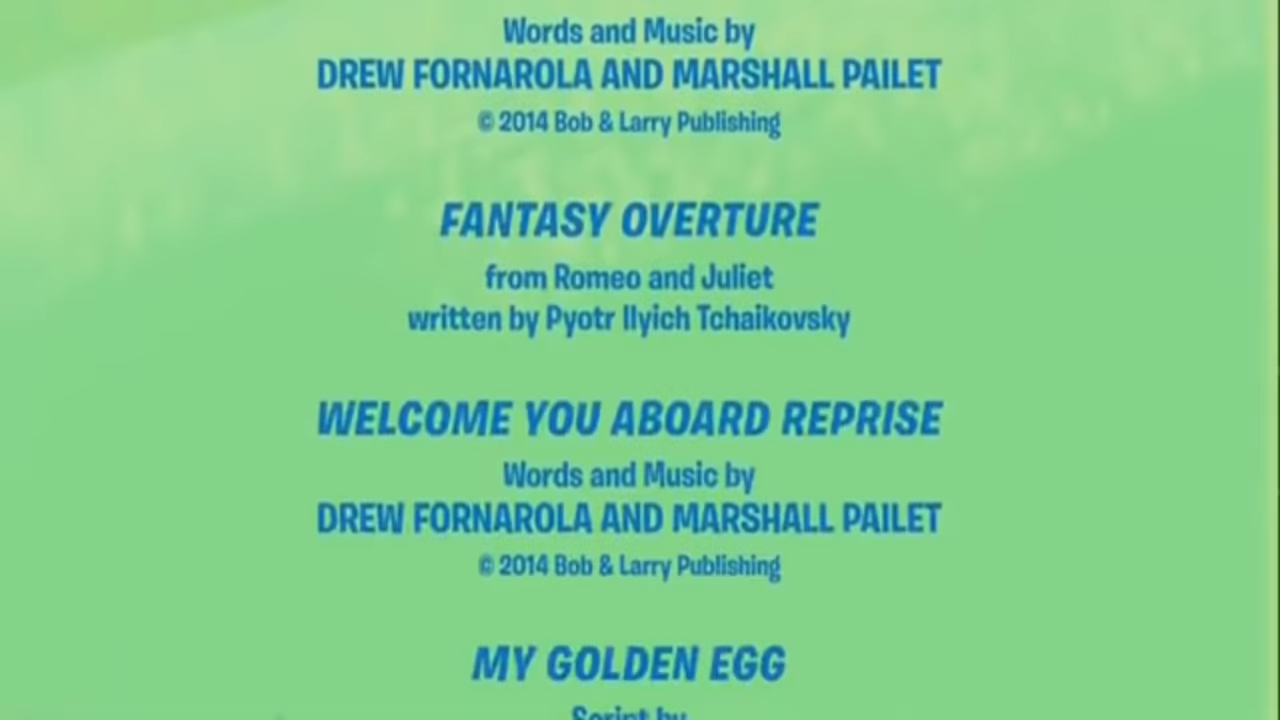 Words and Music by
DREW FORNAROLA AND MARSHALL PAILET
© 2014 Bob & Larry Publishing
FANTASY OVERTURE
from Romeo and Juliet
written by Pyotr Ilyich Tchaikovsky
WELCOME YOU ABOARD REPRISE
Words and Music by
DREW FORNAROLA AND MARSHALL PAILET
© 2014 Bob & Larry Publishing
MY GOLDEN EGG
Script by